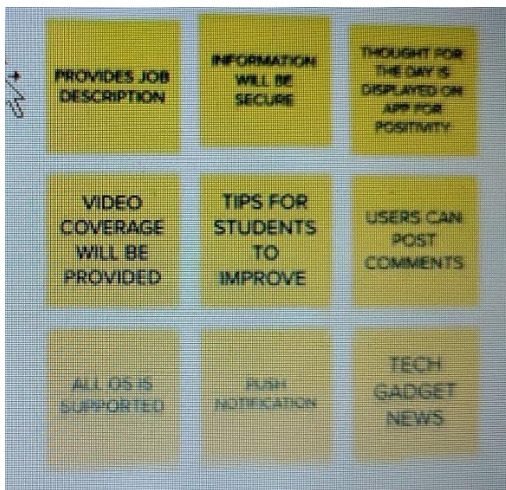 PROVIDES JOB
DESCRIPTION
INFORMATION
WILL BE
SECURE
THOUGHT FOR
THE DAY IS
DISPLAYED ON
APP FOR
POSITIVITY
VIDEO
COVERAGE
WILL BE
PROVIDED
TIPS FOR
STUDENTS
TO
IMPROVE
USERS CAN
POST
COMMENTS
ALL OS IS
SUPPORTED
PUSH
NOTIFICATION
TECH
GADGET
NEWS